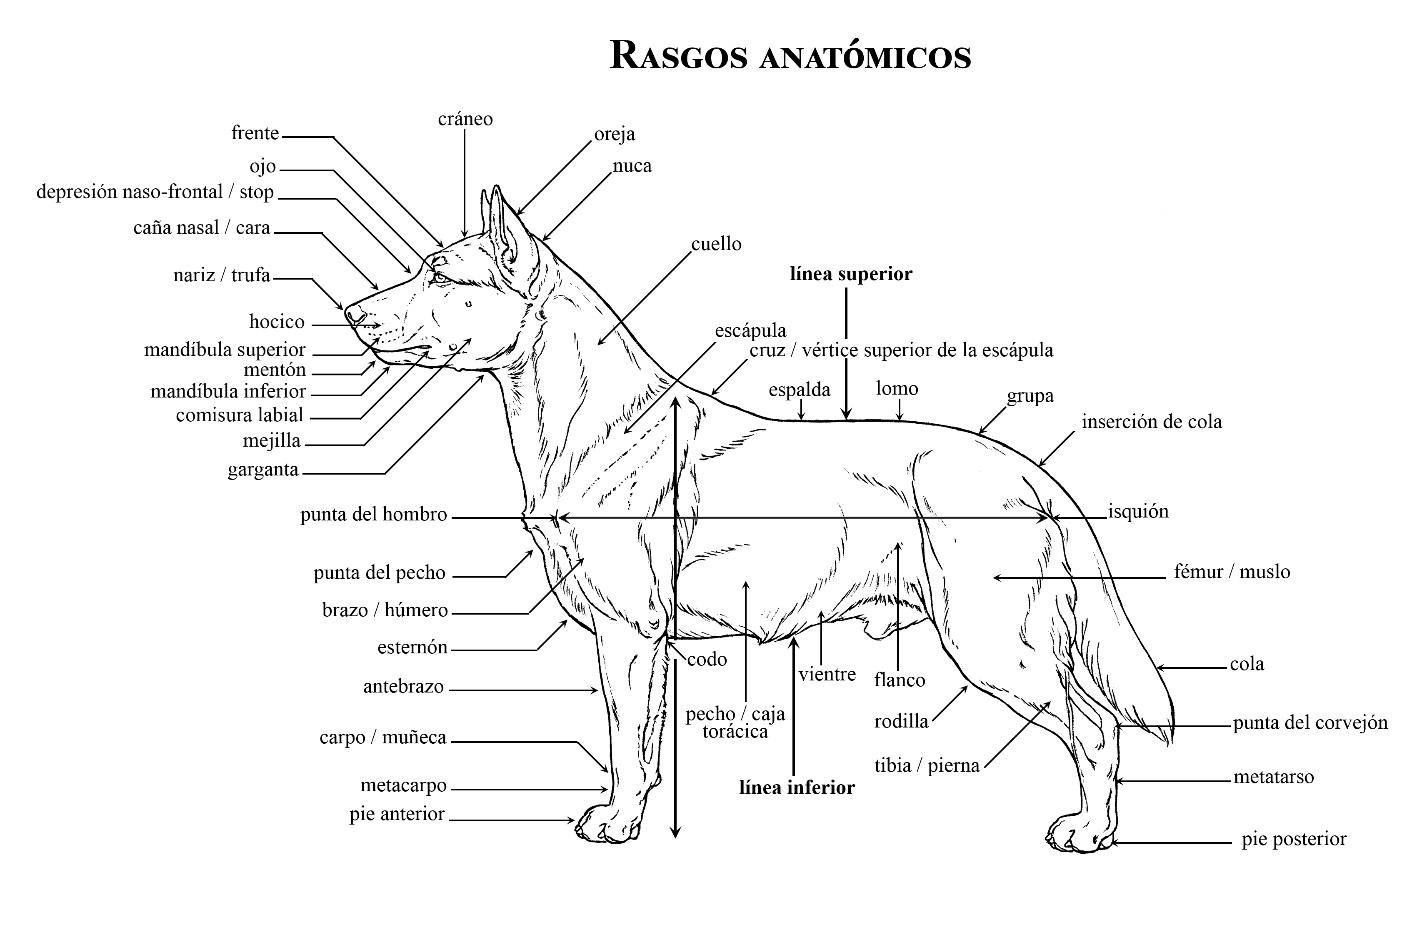 RASGOS ANATÓMICOS
cráneo
frente
oreja
ojo
nuca
depresión naso-frontal / stop
caña nasal / cara
cuello
nariz / trufa
línea superior
hocico
escápula
mandíbula superior
cruz / vértice superior de la escápula
mentón
mandíbula inferior
espalda
lomo
grupa
comisura labial
inserción de cola
mejilla
garganta
punta del hombro
isquión
punta del pecho
fémur / muslo
brazo / húmero
esternón
codo
cola
vientre
flanco
antebrazo
pecho / caja
torácica
rodilla
punta del corvejón
carpo / muñeca
tibia / pierna
metatarso
metacarpo
línea inferior
pie anterior
pie posterior